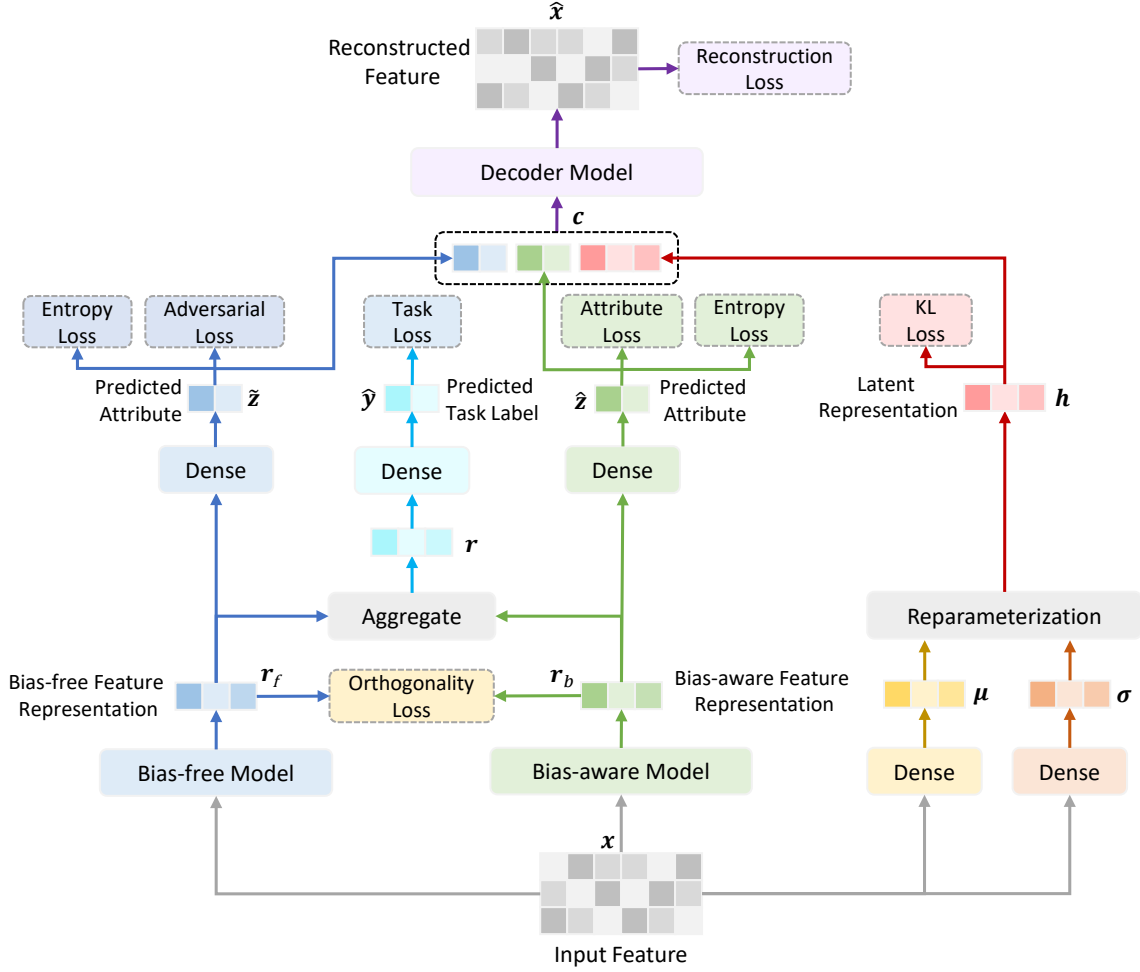 x̂
Reconstructed
Feature
Reconstruction
Loss
Decoder Model
c
Entropy
Loss
Adversarial
Loss
Task
Loss
Attribute
Loss
Entropy
Loss
KL
Loss
Predicted
Attribute
z̃
ŷ
Predicted
Task Label
ẑ
Predicted
Attribute
Latent
Representation
h
Dense
Dense
Dense
r
Aggregate
Reparameterization
Bias-free Feature
Representation
r_f
Orthogonality
Loss
r_b
Bias-aware Feature
Representation
μ
σ
Bias-free Model
Bias-aware Model
Dense
Dense
x
Input Feature